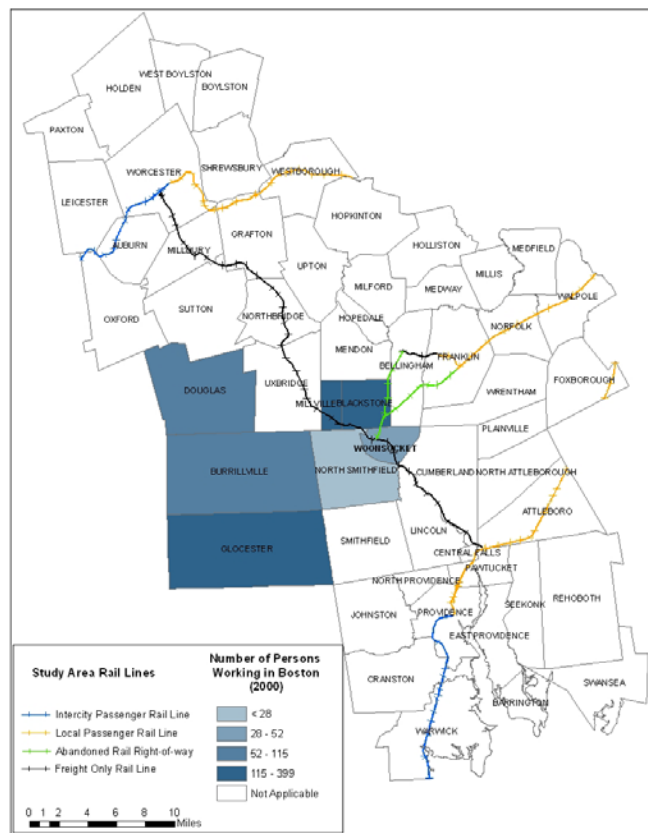 WEST BOYLSTON
HOLDEN
BOYLSTON
PAXTON
WORCESTER
SHREWSBURY
WESTBOROUGH
LEICESTER
HOPKINTON
GRAFTON
AUBURN
MILLBURY
HOLLISTON
MEDFIELD
UPTON
MILLIS
MILFORD
MEDWAY
WALPOLE
OXFORD
SUTTON
NORTHBRIDGE
HOPEDALE
NORFOLK
MENDON
FRANKLIN
BELLINGHAM
UXBRIDGE
FOXBOROUGH
DOUGLAS
WRENTHAM
MILLVILLE
BLACKSTONE
PLAINVILLE
WOONSOCKET
BURRILLVILLE
NORTH SMITHFIELD
CUMBERLAND
NORTH ATTLEBOROUGH
ATTLEBORO
LINCOLN
GLOCESTER
SMITHFIELD
CENTRAL FALLS
PAWTUCKET
NORTH PROVIDENCE
REHOBOTH
SEEKONK
JOHNSTON
PROVIDENCE
EAST PROVIDENCE
CRANSTON
SWANSEA
BARRINGTON
WARWICK
Study Area Rail Lines
Intercity Passenger Rail Line
Local Passenger Rail Line
Abandoned Rail Right-of-way
Freight Only Rail Line
0 1 2 4 6 8 10
Miles
Number of Persons
Working in Boston
(2000)
< 28
28 - 52
52 - 115
115 - 399
Not Applicable